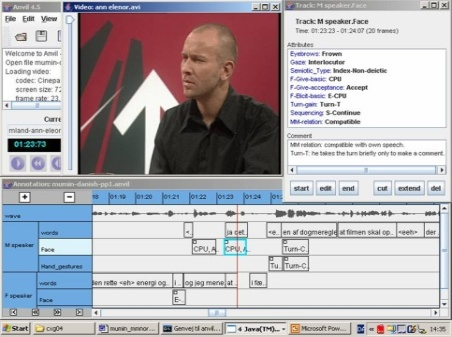 Anvil 4.5
File Edit View
Welcome to Anvil
Open file mumin-d
Loading video:
codec: Cinepa
screen size: 72
frame rate: 23
01:23:73
Video: ann elenor.avi
Track: M speaker.Face
Time: 01:23:23 - 01:24:07 (20 frames)
Attributes
Eyebrows: Frown
Gaze: Interlocutor
Semiotic_Type: Index-Non-deictic
F-Give-basic: CPU
F-Give-acceptance: Accept
F-Elicit-basic: E-CPU
Turn-gain: Turn-T
Sequencing: S-Continue
MM-relation: Compatible
Comment
MM-relation: compatible with own speech.
Turn-T: he takes the turn briefly only to make a comment.
start edit end cut extend del
Annotation: mumin-danish-pp1.anvil
01:19 01:20 01:21 01:22 01:23 01:24 01:25 01:26 01:27 01:28
wave
M speaker words <.. ja det. <e.. en af dogmeregle at filmen skal op.. <eeh> der
Face CPU, A.. CPU, A.. Turn-C..
Hand_gestures Tu.. Turn-C..
F speaker words den rette <eh> energi og.. i .. og jeg mene at..
Face E-..
Start cvg04 Genvej til anvil 4 Java(TM)... Microsoft Pow... 14:35